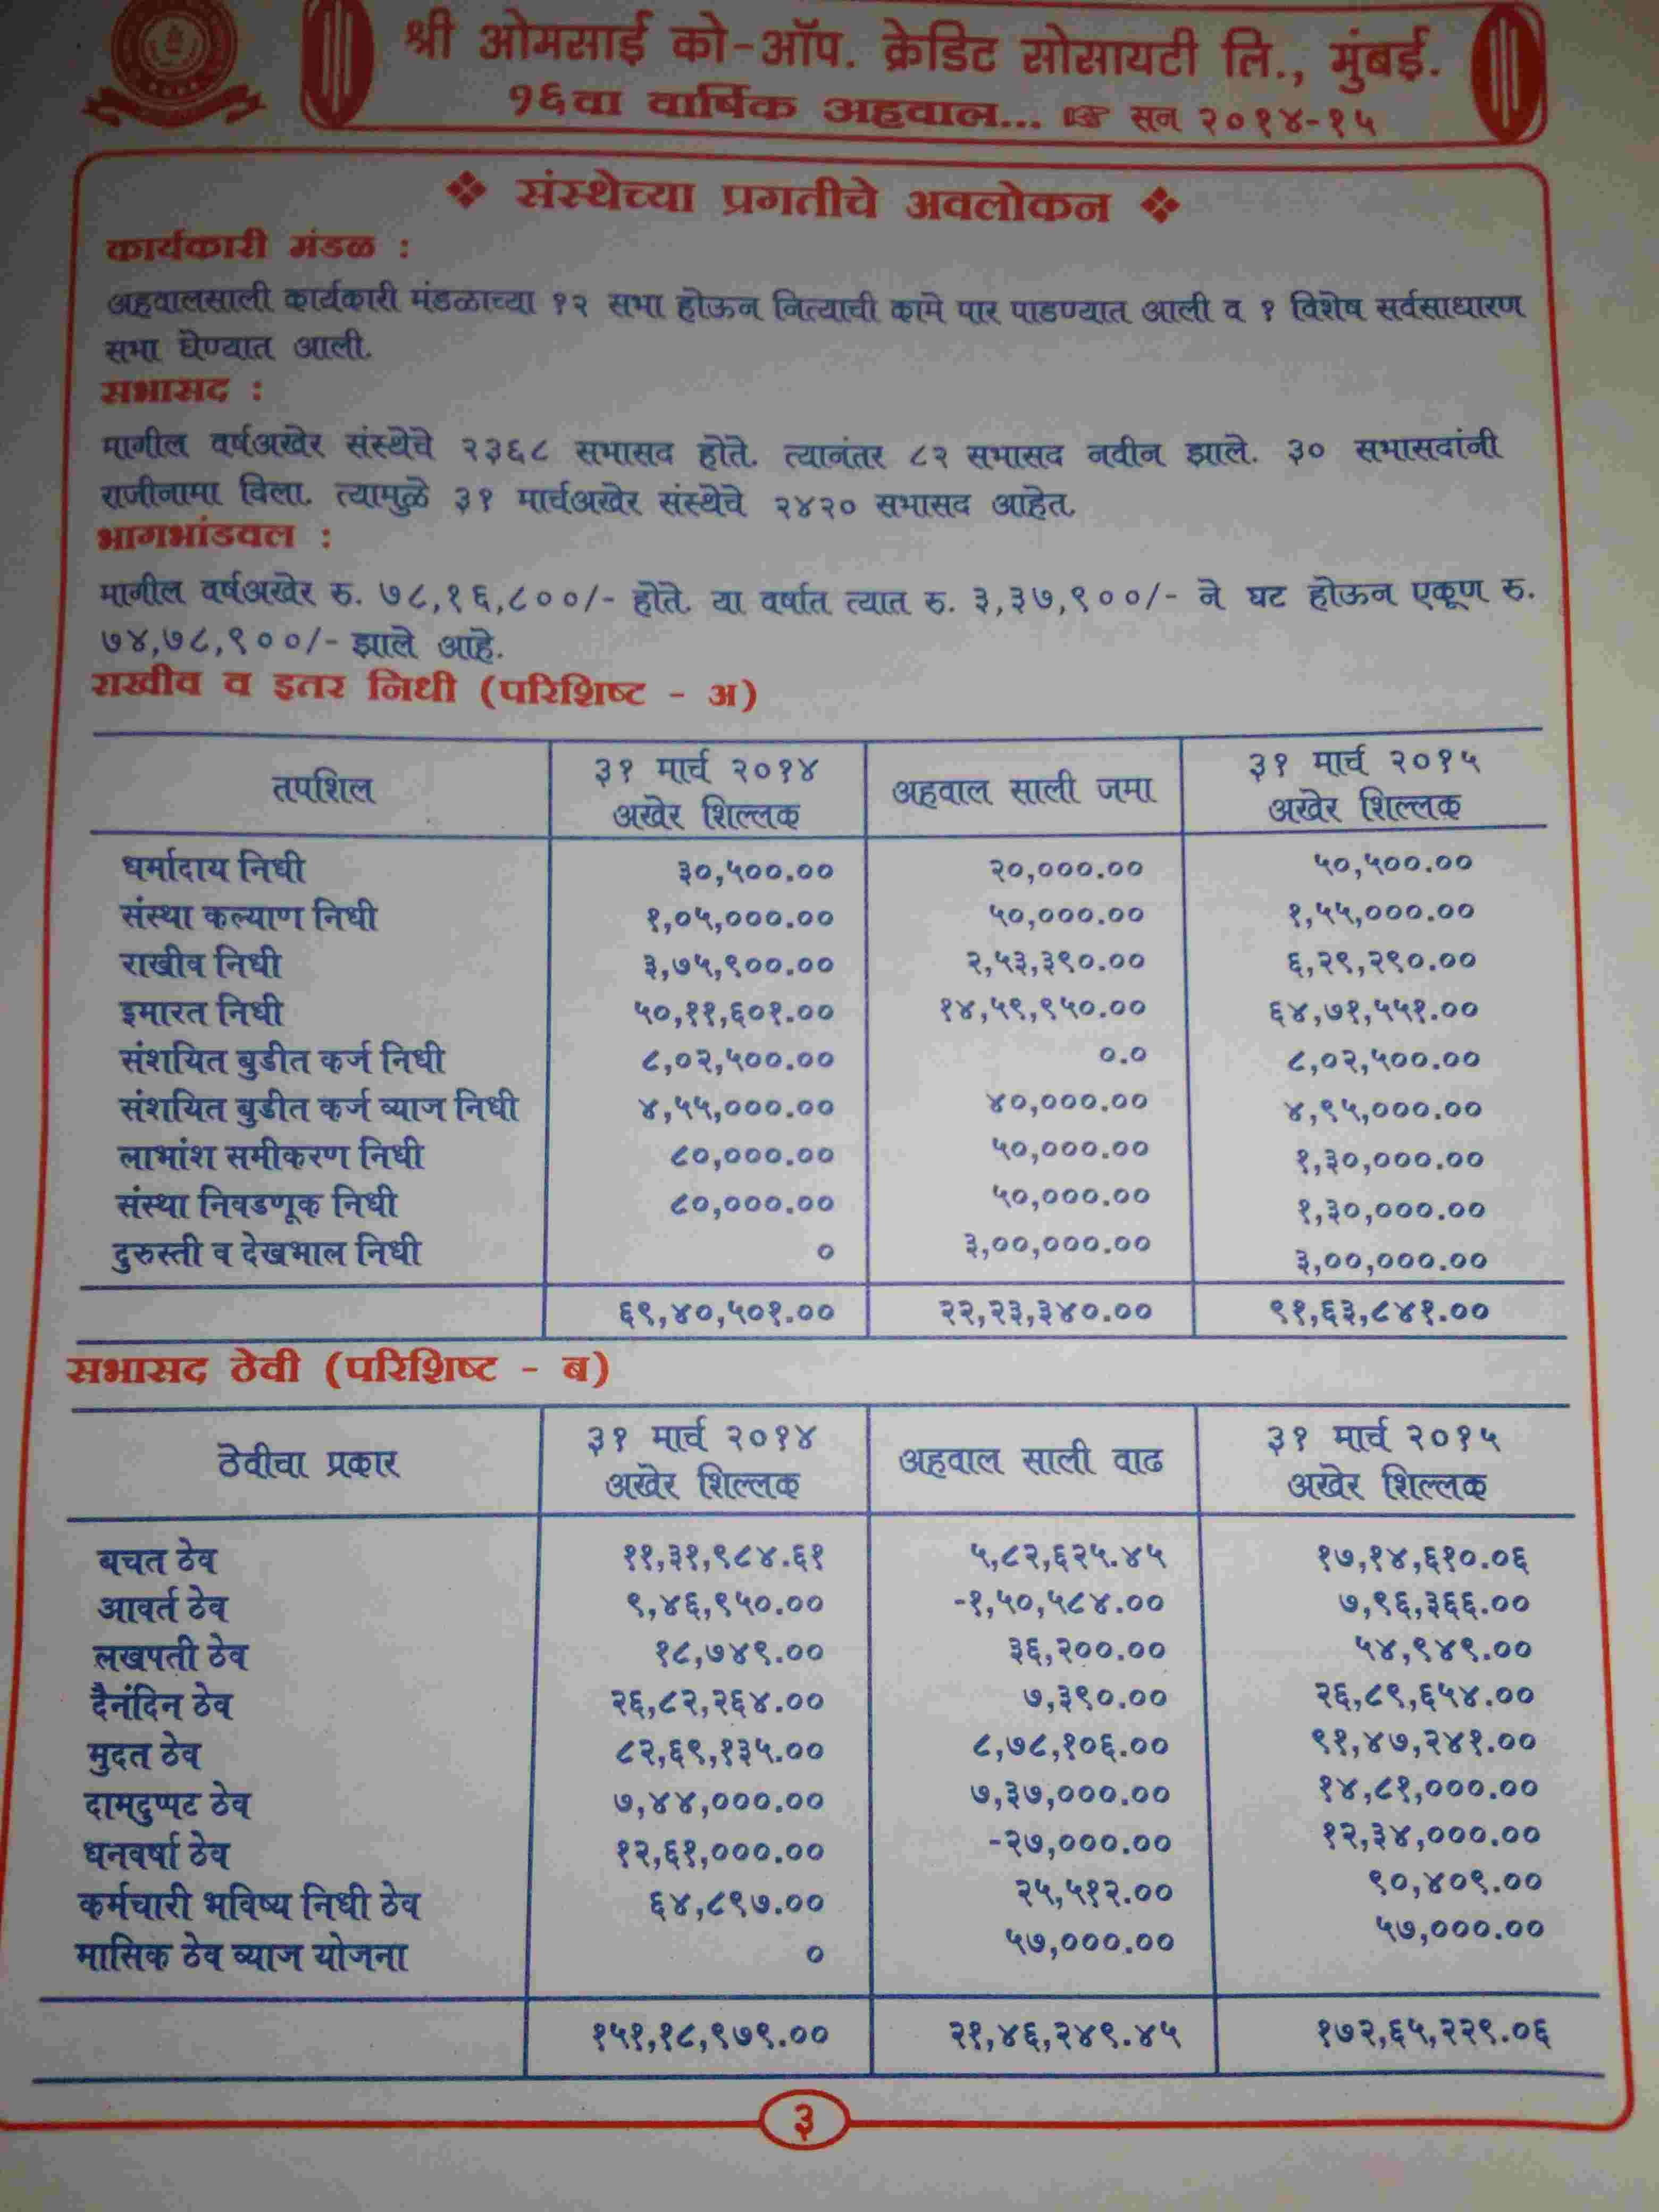 श्री ओमसाई को-ऑप. क्रेडिट सोसायटी लि., मुंबई.
१६वा वार्षिक अहवाल... ☞ सन २०१४-१५
❖ संस्थेच्या प्रगतीचे अवलोकन ❖
कार्यकारी मंडळ :
अहवालसाली कार्यकारी मंडळाच्या १२ सभा होऊन नित्याची कामे पार पाडण्यात आली व १ विशेष सर्वसाधारण
सभा घेण्यात आली.
सभासद :
मागील वर्षअखेर संस्थेचे २३६८ सभासद होते. त्यानंतर ८२ सभासद नवीन झाले. ३० सभासदांनी
राजीनामा दिला. त्यामुळे ३१ मार्चअखेर संस्थेचे २४२० सभासद आहेत.
भागभांडवल :
मागील वर्षअखेर रु. ७८,१६,८००/- होते. या वर्षात त्यात रु. ३,३७,९००/- ने घट होऊन एकूण रु.
७४,७८,९००/- झाले आहे.
राखीव व इतर निधी (परिशिष्ट - अ)
तपशिल ३१ मार्च २०१४ अखेर शिल्लक अहवाल साली जमा ३१ मार्च २०१५ अखेर शिल्लक
धर्मादाय निधी ३०,५००.०० २०,०००.०० ५०,५००.००
संस्था कल्याण निधी १,०५,०००.०० ५०,०००.०० १,५५,०००.००
राखीव निधी ३,७५,९००.०० २,५३,३९०.०० ६,२९,२९०.००
इमारत निधी ५०,११,६०१.०० १४,५९,९५०.०० ६४,७१,५५१.००
संशयित बुडीत कर्ज निधी ८,०२,५००.०० ०.० ८,०२,५००.००
संशयित बुडीत कर्ज व्याज निधी ४,५५,०००.०० ४०,०००.०० ४,९५,०००.००
लाभांश समीकरण निधी ८०,०००.०० ५०,०००.०० १,३०,०००.००
संस्था निवडणूक निधी ८०,०००.०० ५०,०००.०० १,३०,०००.००
दुरुस्ती व देखभाल निधी ० ३,००,०००.०० ३,००,०००.००
६९,४०,५०१.०० २२,२३,३४०.०० ९१,६३,८४१.००
सभासद ठेवी (परिशिष्ट - ब)
ठेवीचा प्रकार ३१ मार्च २०१४ अखेर शिल्लक अहवाल साली वाढ ३१ मार्च २०१५ अखेर शिल्लक
बचत ठेव ११,३१,९८४.६१ ५,८२,६२५.४५ १७,१४,६१०.०६
आवर्त ठेव ९,४६,९५०.०० -१,५०,५८४.०० ७,९६,३६६.००
लखपती ठेव १८,७४९.०० ३६,२००.०० ५४,९४९.००
दैनंदिन ठेव २६,८२,२६४.०० ७,३९०.०० २६,८९,६५४.००
मुदत ठेव ८२,६९,१३५.०० ८,७८,१०६.०० ९१,४७,२४१.००
दामदुप्पट ठेव ७,४४,०००.०० ७,३७,०००.०० १४,८१,०००.००
धनवर्षा ठेव १२,६१,०००.०० -२७,०००.०० १२,३४,०००.००
कर्मचारी भविष्य निधी ठेव ६४,८९७.०० २५,५१२.०० ९०,४०९.००
मासिक ठेव व्याज योजना ० ५७,०००.०० ५७,०००.००
१५१,१८,९७९.०० २१,४६,२४९.४५ १७२,६५,२२९.०६
३